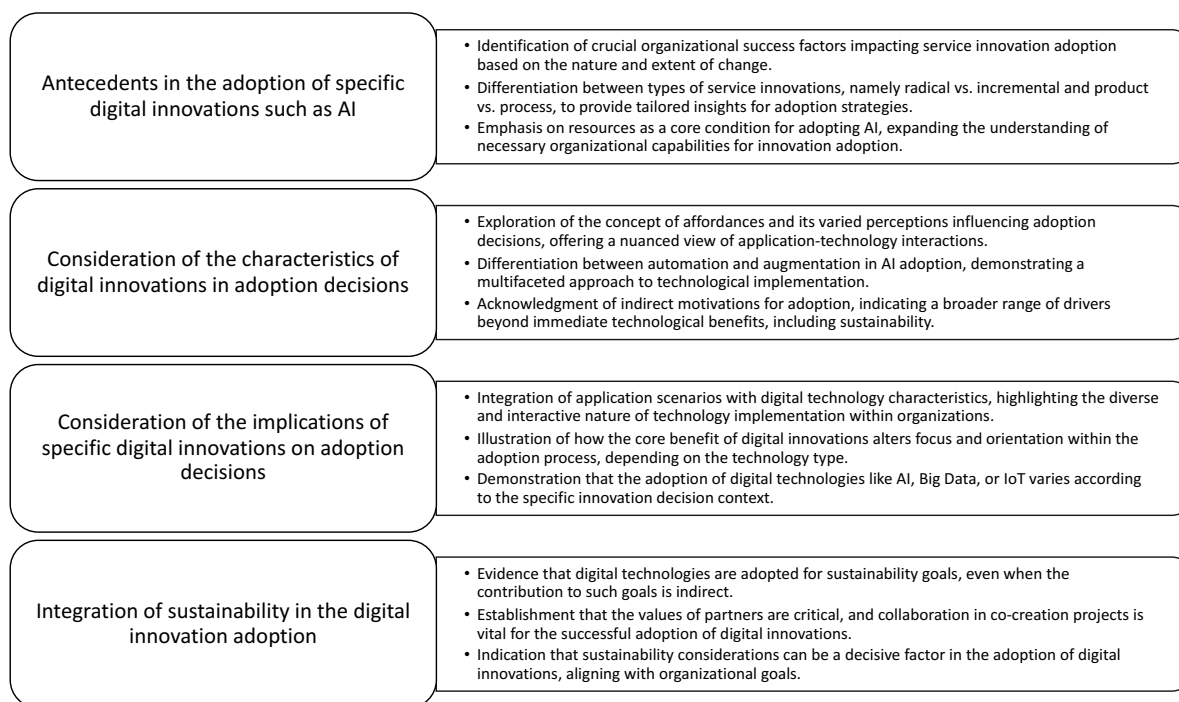 Antecedents in the adoption of specific
digital innovations such as AI
• Identification of crucial organizational success factors impacting service innovation adoption
based on the nature and extent of change.
• Differentiation between types of service innovations, namely radical vs. incremental and product
vs. process, to provide tailored insights for adoption strategies.
• Emphasis on resources as a core condition for adopting AI, expanding the understanding of
necessary organizational capabilities for innovation adoption.
Consideration of the characteristics of
digital innovations in adoption decisions
• Exploration of the concept of affordances and its varied perceptions influencing adoption
decisions, offering a nuanced view of application-technology interactions.
• Differentiation between automation and augmentation in AI adoption, demonstrating a
multifaceted approach to technological implementation.
• Acknowledgment of indirect motivations for adoption, indicating a broader range of drivers
beyond immediate technological benefits, including sustainability.
Consideration of the implications of
specific digital innovations on adoption
decisions
• Integration of application scenarios with digital technology characteristics, highlighting the diverse
and interactive nature of technology implementation within organizations.
• Illustration of how the core benefit of digital innovations alters focus and orientation within the
adoption process, depending on the technology type.
• Demonstration that the adoption of digital technologies like AI, Big Data, or IoT varies according
to the specific innovation decision context.
Integration of sustainability in the digital
innovation adoption
• Evidence that digital technologies are adopted for sustainability goals, even when the
contribution to such goals is indirect.
• Establishment that the values of partners are critical, and collaboration in co-creation projects is
vital for the successful adoption of digital innovations.
• Indication that sustainability considerations can be a decisive factor in the adoption of digital
innovations, aligning with organizational goals.